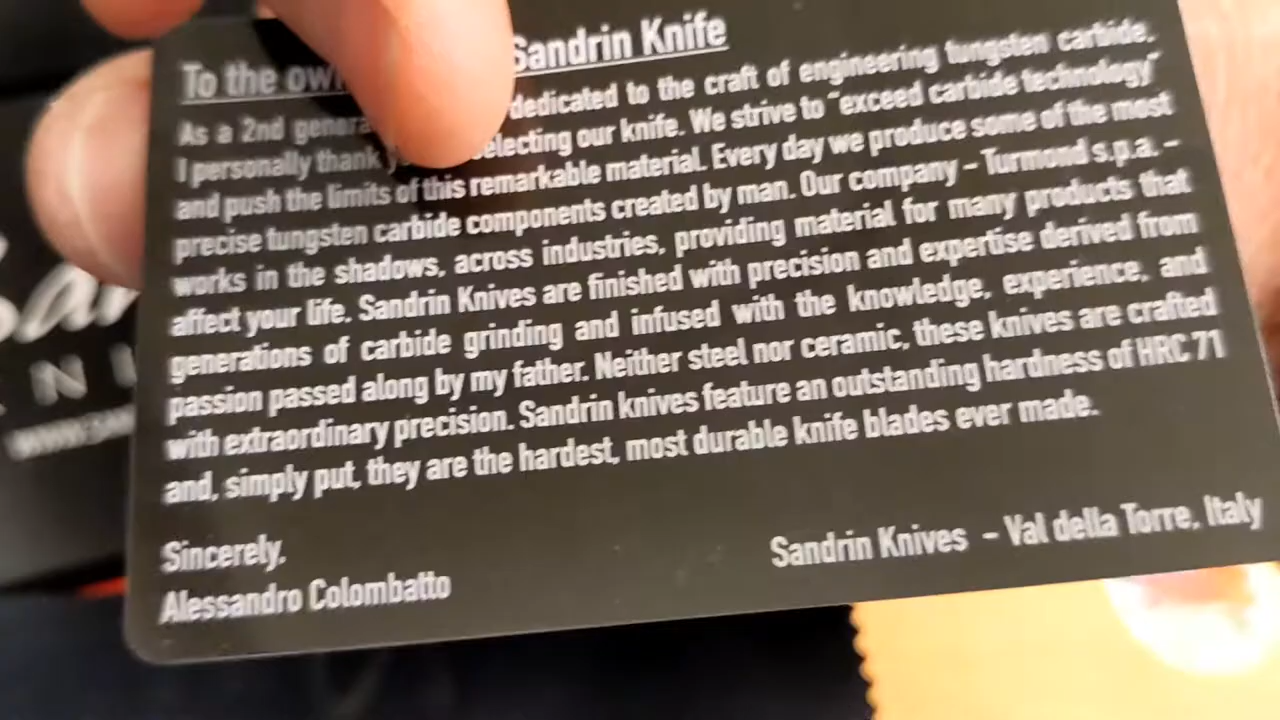 To the own Sandrin Knife
As a 2nd genera dedicated to the craft of engineering tungsten carbide,
I personally thank y electing our knife. We strive to "exceed carbide technology"
and push the limits of this remarkable material. Every day we produce some of the most
precise tungsten carbide components created by man. Our company – Turmond s.p.a. –
works in the shadows, across industries, providing material for many products that
affect your life. Sandrin Knives are finished with precision and expertise derived from
generations of carbide grinding and infused with the knowledge, experience, and
passion passed along by my father. Neither steel nor ceramic, these knives are crafted
with extraordinary precision. Sandrin knives feature an outstanding hardness of HRC 71
and, simply put, they are the hardest, most durable knife blades ever made.
Sincerely,
Alessandro Colombatto
Sandrin Knives – Val della Torre, Italy